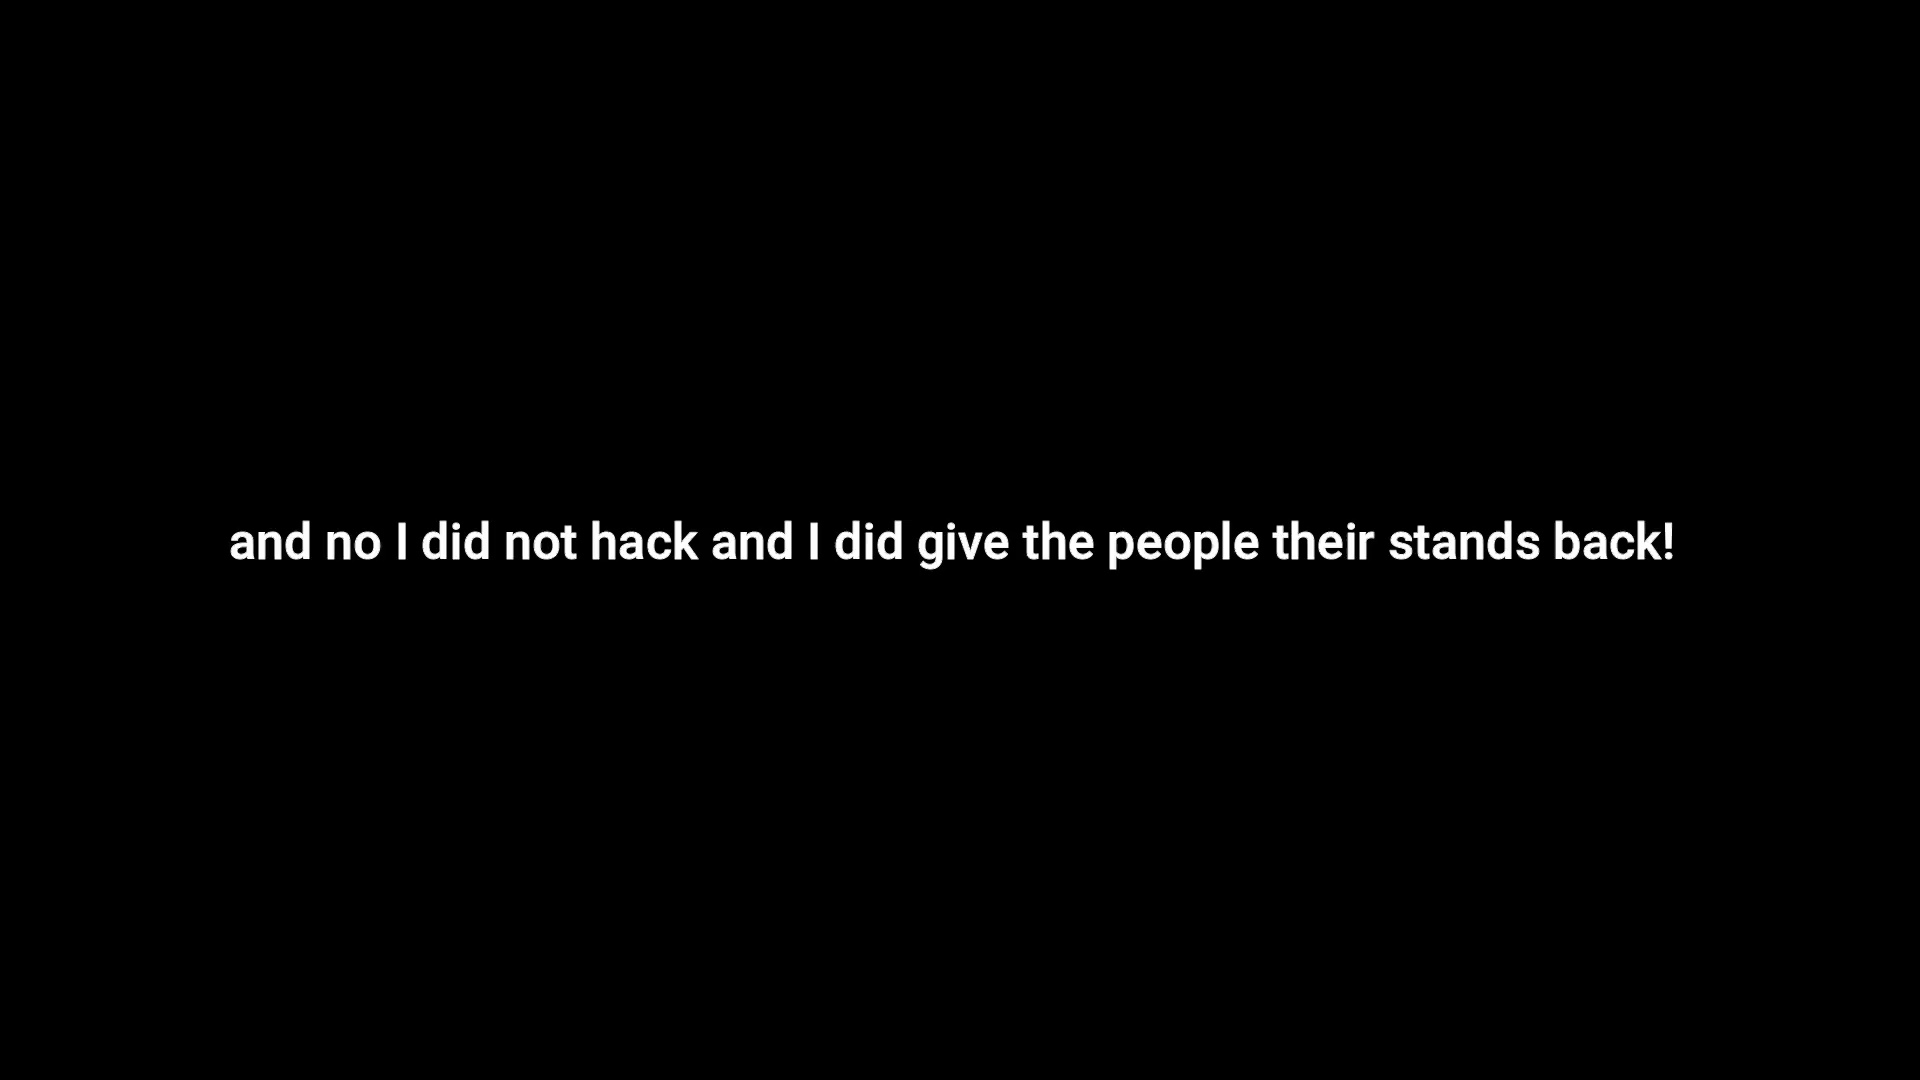 and no I did not hack and I did give the people their stands back!